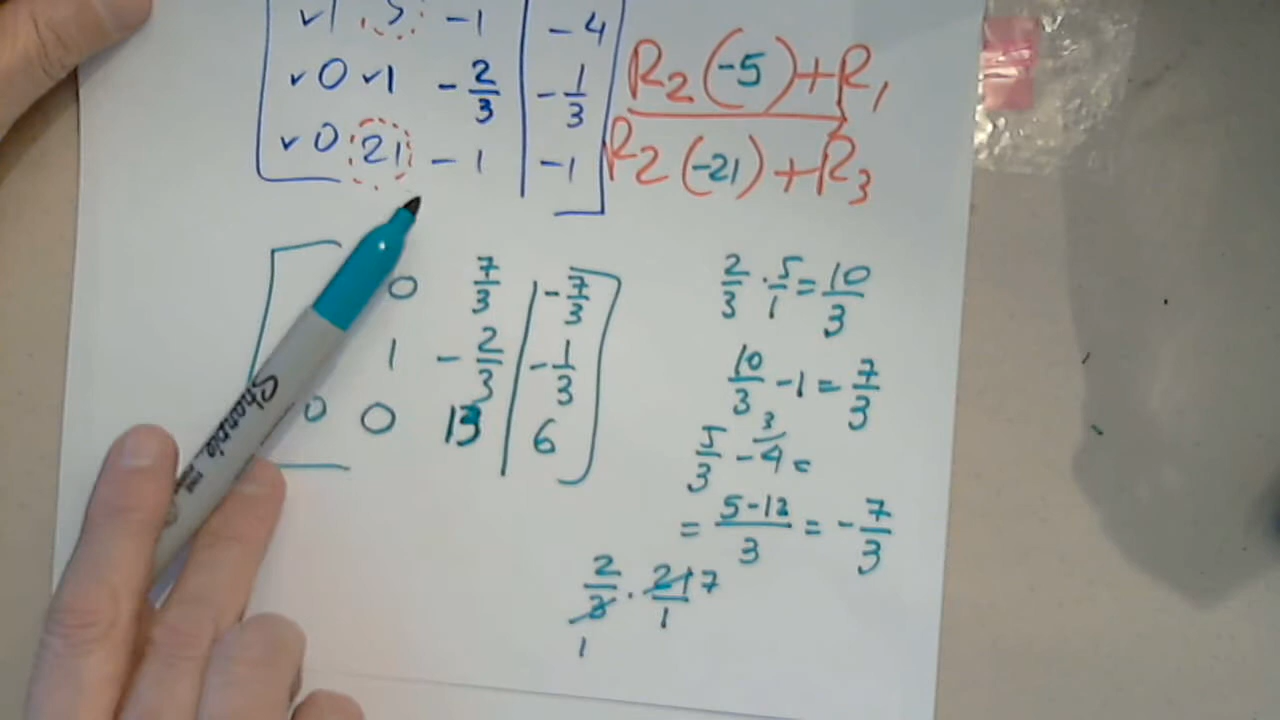 1 5 -1 | -4
0 1 -2/3 | -1/3
0 21 -1 | -1
R2 (-5) + R1
R2 (-21) + R3
0 7/3 | -7/3
1 -2/3 | -1/3
0 0 13 | 6
2/3 · 5/1 = 10/3
10/3 - 1 = 7/3
5/3 - 4 =
3
= 5-12/3 = -7/3
2/3 · 21/1 7
1
Sharpie